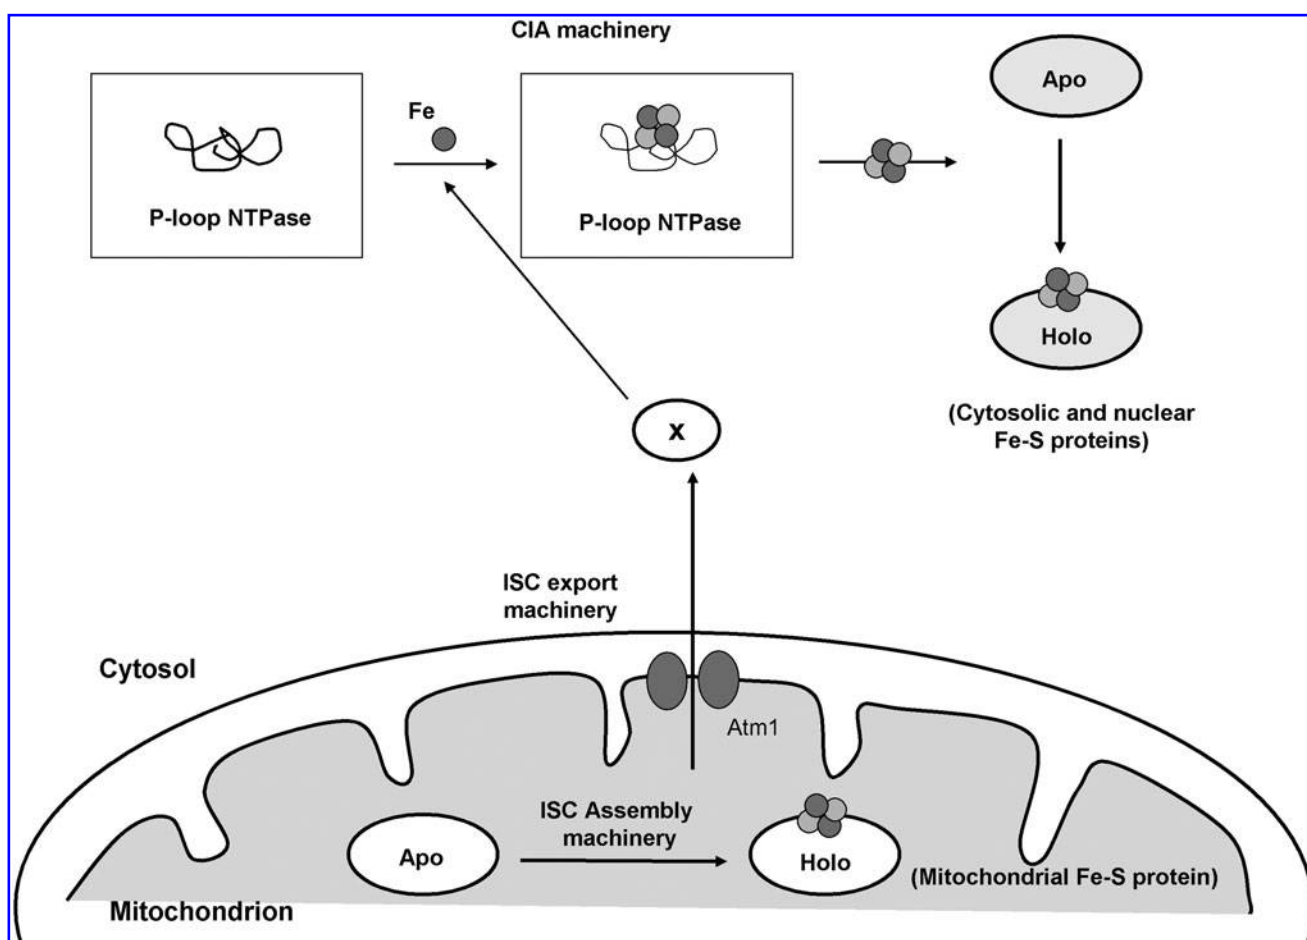 CIA machinery
Fe
P-loop NTPase
P-loop NTPase
Apo
Holo
(Cytosolic and nuclear
Fe-S proteins)
X
ISC export
machinery
Cytosol
Atm1
ISC Assembly
machinery
Apo
Holo
(Mitochondrial Fe-S protein)
Mitochondrion